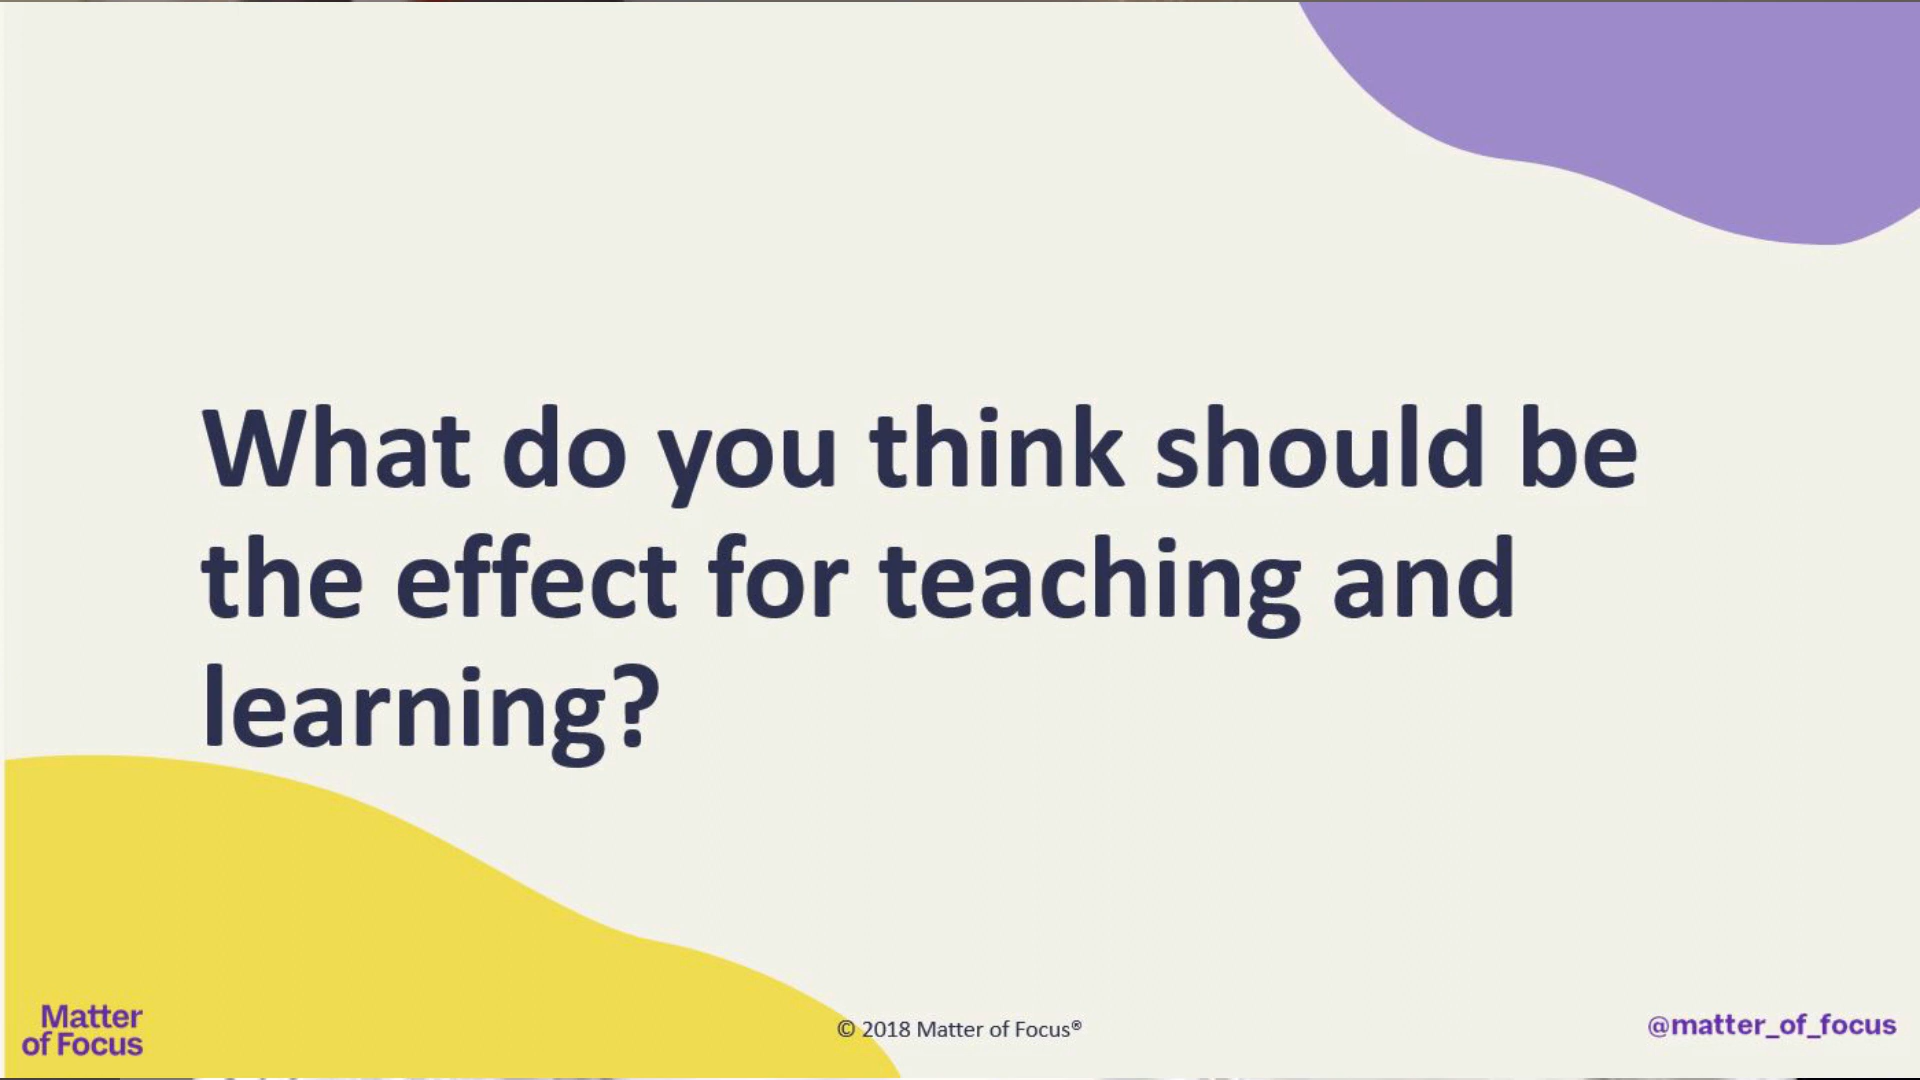 What do you think should be
the effect for teaching and
learning?
Matter
of Focus
© 2018 Matter of Focus®
@matter_of_focus